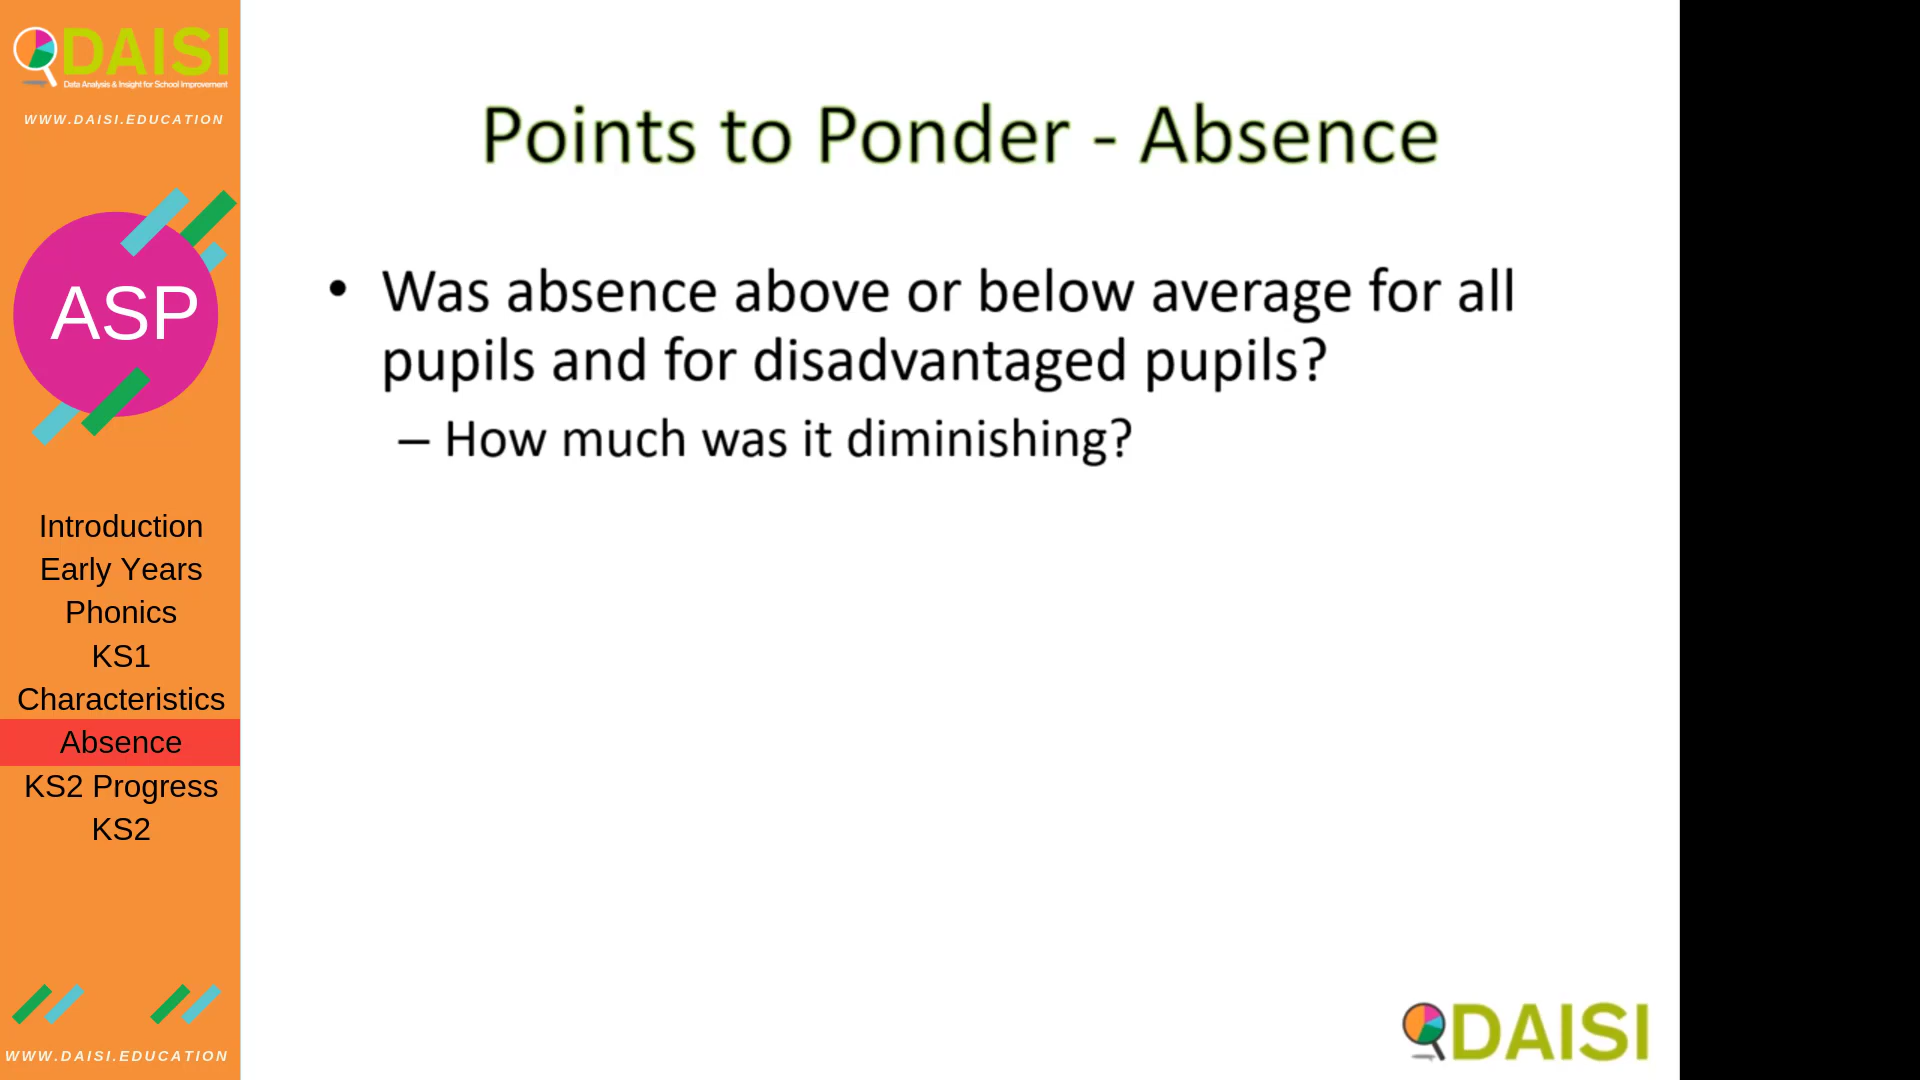 DAISI
Data Analysis & Insight for School Improvement
WWW.DAISI.EDUCATION
ASP
Introduction
Early Years
Phonics
KS1
Characteristics
Absence
KS2 Progress
KS2
WWW.DAISI.EDUCATION
Points to Ponder - Absence
• Was absence above or below average for all
pupils and for disadvantaged pupils?
– How much was it diminishing?
DAISI